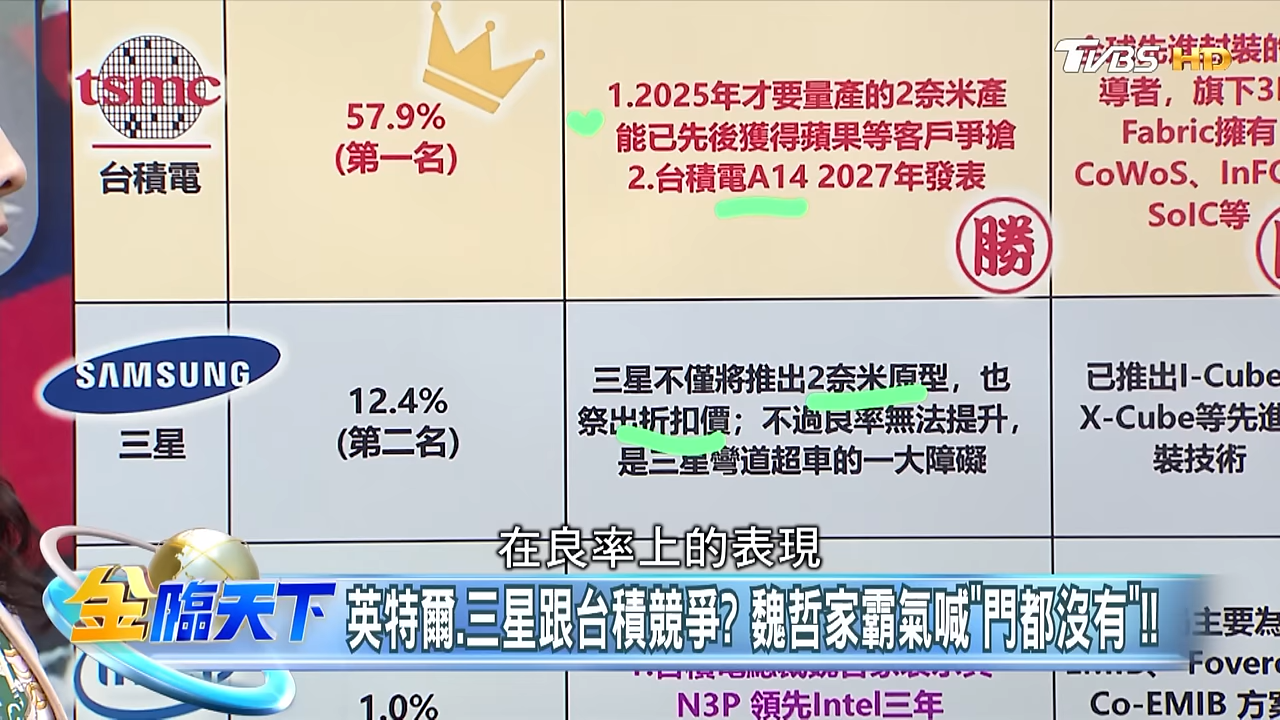 tsmc
台積電
57.9%
(第一名)
1.2025年才要量產的2奈米產
能已先後獲得蘋果等客戶爭搶
2.台積電A14 2027年發表
勝
TVBS HD
導者，旗下3
Fabric擁有
CoWoS、InFO
SoIC等
SAMSUNG
三星
12.4%
(第二名)
三星不僅將推出2奈米原型，也
祭出折扣價；不過良率無法提升，
是三星彎道超車的一大障礙
已推出I-Cube
X-Cube等先進
裝技術
在良率上的表現
金臨天下
英特爾.三星跟台積競爭? 魏哲家霸氣喊"門都沒有"!!
1.0%
N3P 領先Intel三年
主要為
Fovero
Co-EMIB 方案